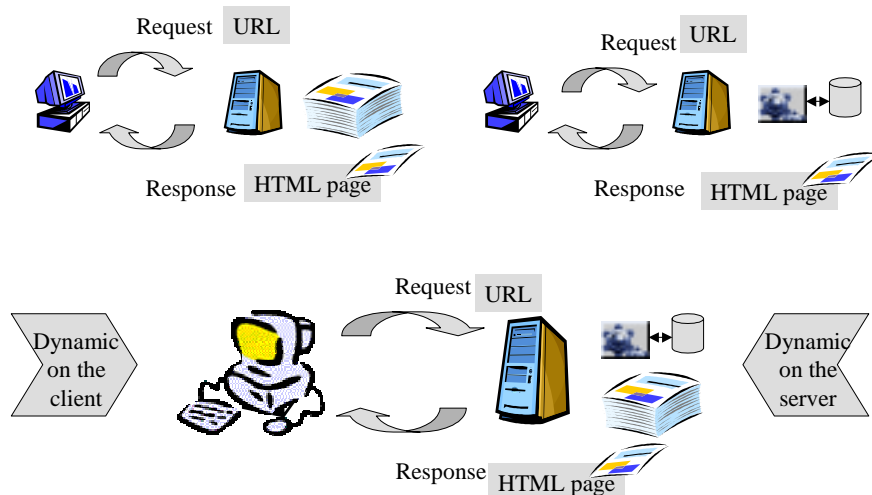 Request URL
Response HTML page
Request URL
Response HTML page
Dynamic
on the
client
Request URL
Response HTML page
Dynamic
on the
server